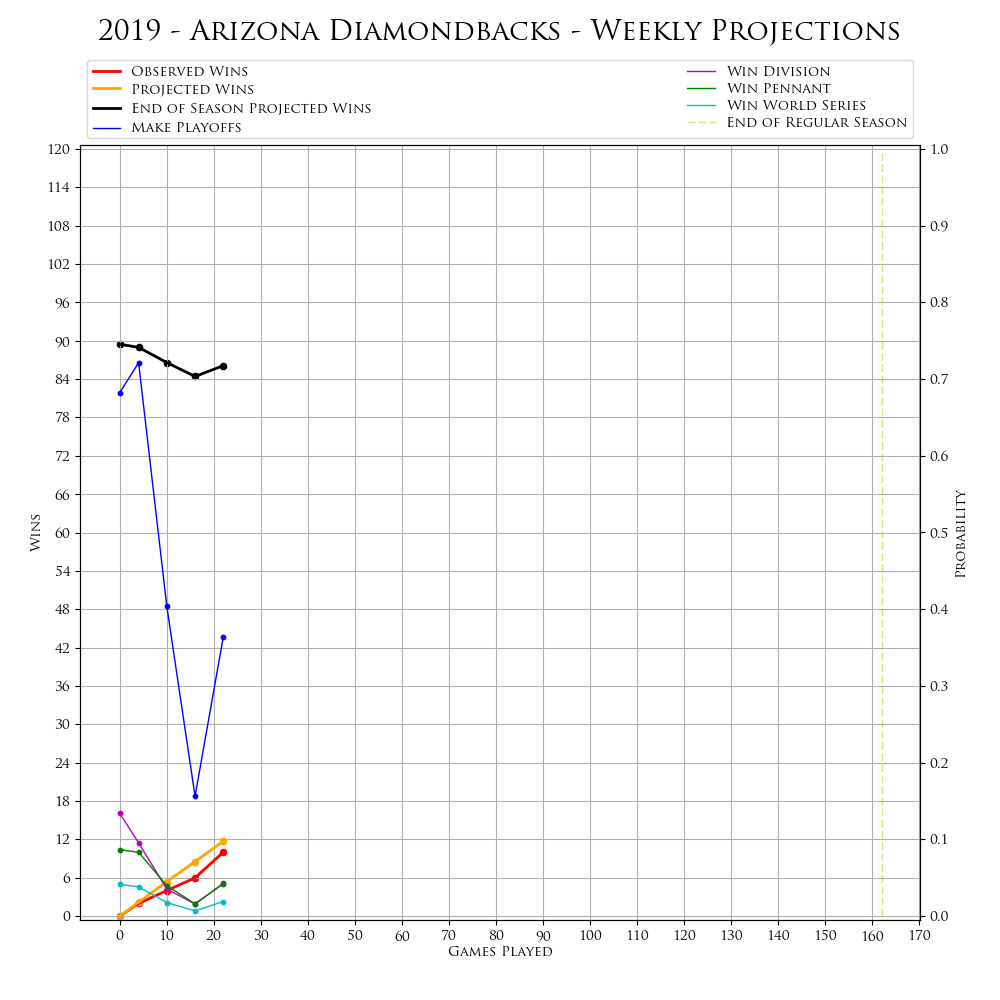 2019 - Arizona Diamondbacks - Weekly Projections
Observed Wins
Projected Wins
End of Season Projected Wins
Make Playoffs
Win Division
Win Pennant
Win World Series
End of Regular Season
120
114
108
102
96
90
84
78
72
66
60
54
48
42
36
30
24
18
12
6
0
Wins
1.0
0.9
0.8
0.7
0.6
0.5
0.4
0.3
0.2
0.1
0.0
Probability
0 10 20 30 40 50 60 70 80 90 100 110 120 130 140 150 160 170
Games Played